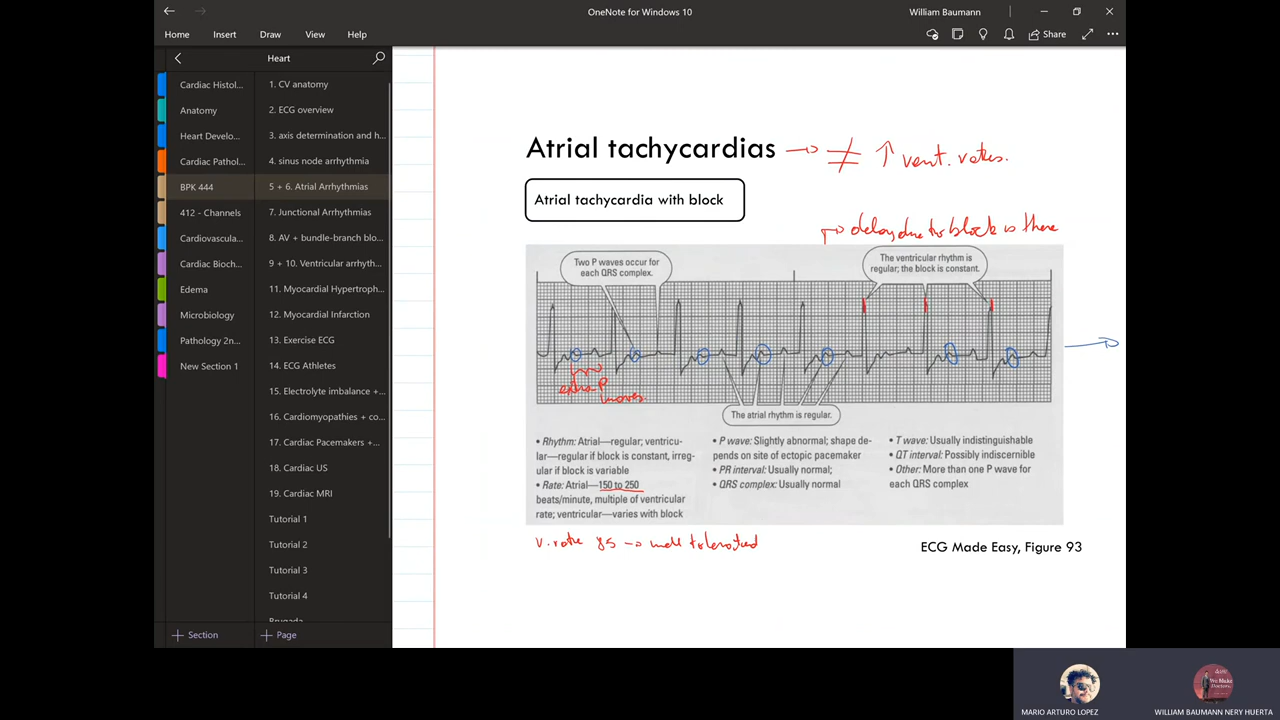 OneNote for Windows 10
William Baumann
Home Insert Draw View Help
Share
Heart
Cardiac Histol...
Anatomy
Heart Develo...
Cardiac Pathol...
BPK 444
412 - Channels
Cardiovascula...
Cardiac Bioch...
Edema
Microbiology
Pathology 2n...
New Section 1
Section
1. CV anatomy
2. ECG overview
3. axis determination and h...
4. sinus node arrhythmia
5 + 6. Atrial Arrhythmias
7. Junctional Arrhythmias
8. AV + bundle-branch blo...
9 + 10. Ventricular arryth...
11. Myocardial Hypertroph...
12. Myocardial Infarction
13. Exercise ECG
14. ECG Athletes
15. Electrolyte imbalance +...
16. Cardiomyopathies + co...
17. Cardiac Pacemakers +...
18. Cardiac US
19. Cardiac MRI
Tutorial 1
Tutorial 2
Tutorial 3
Tutorial 4
Brugada
Page
Atrial tachycardias → ≠ ↑ vent. rates.
Atrial tachycardia with block
→ delay due to block is there
Two P waves occur for
each QRS complex.
The ventricular rhythm is
regular; the block is constant.
extra P
waves.
The atrial rhythm is regular.
• Rhythm: Atrial—regular; ventricu-
lar—regular if block is constant, irreg-
ular if block is variable
• Rate: Atrial—150 to 250
beats/minute, multiple of ventricular
rate; ventricular—varies with block
• P wave: Slightly abnormal; shape de-
pends on site of ectopic pacemaker
• PR interval: Usually normal;
• QRS complex: Usually normal
• T wave: Usually indistinguishable
• QT interval: Possibly indiscernible
• Other: More than one P wave for
each QRS complex
v. rate 85 → well tolerated
ECG Made Easy, Figure 93
MARIO ARTURO LOPEZ
WILLIAM BAUMANN NERY HUERTA